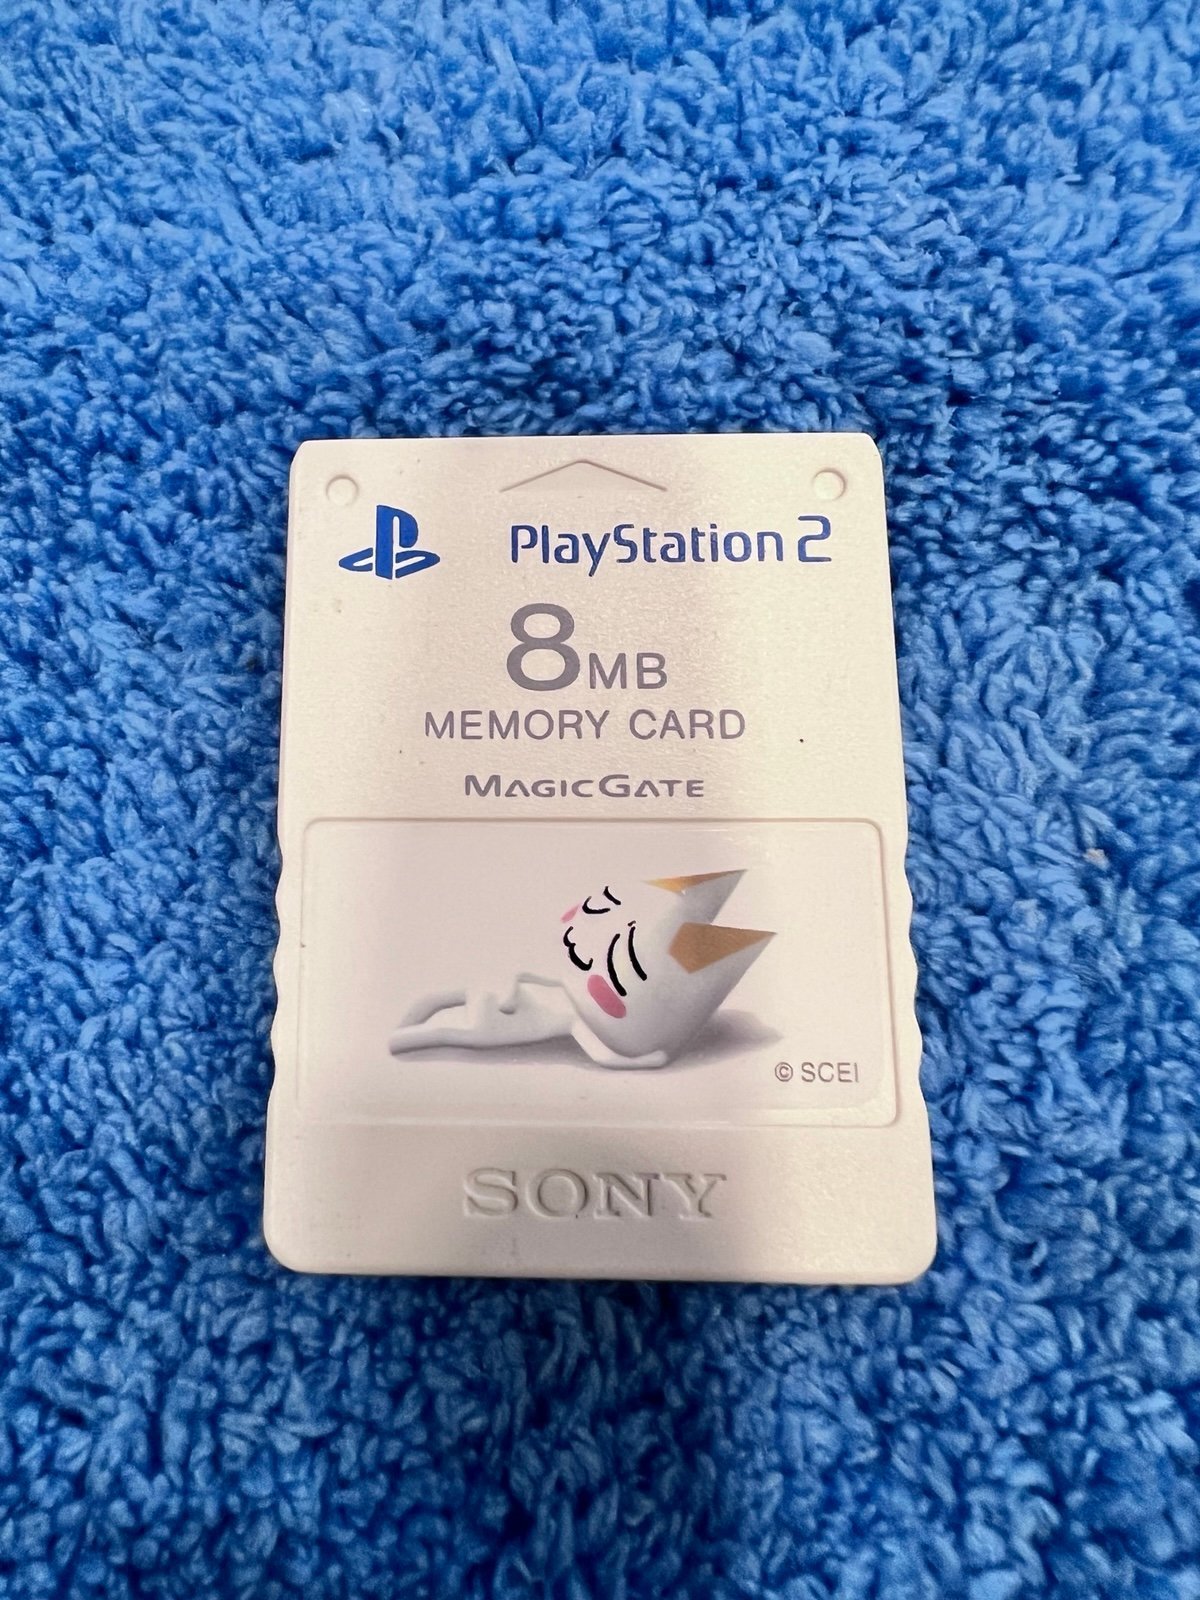 PlayStation 2
8MB
MEMORY CARD
MAGICGATE
© SCEI
SONY